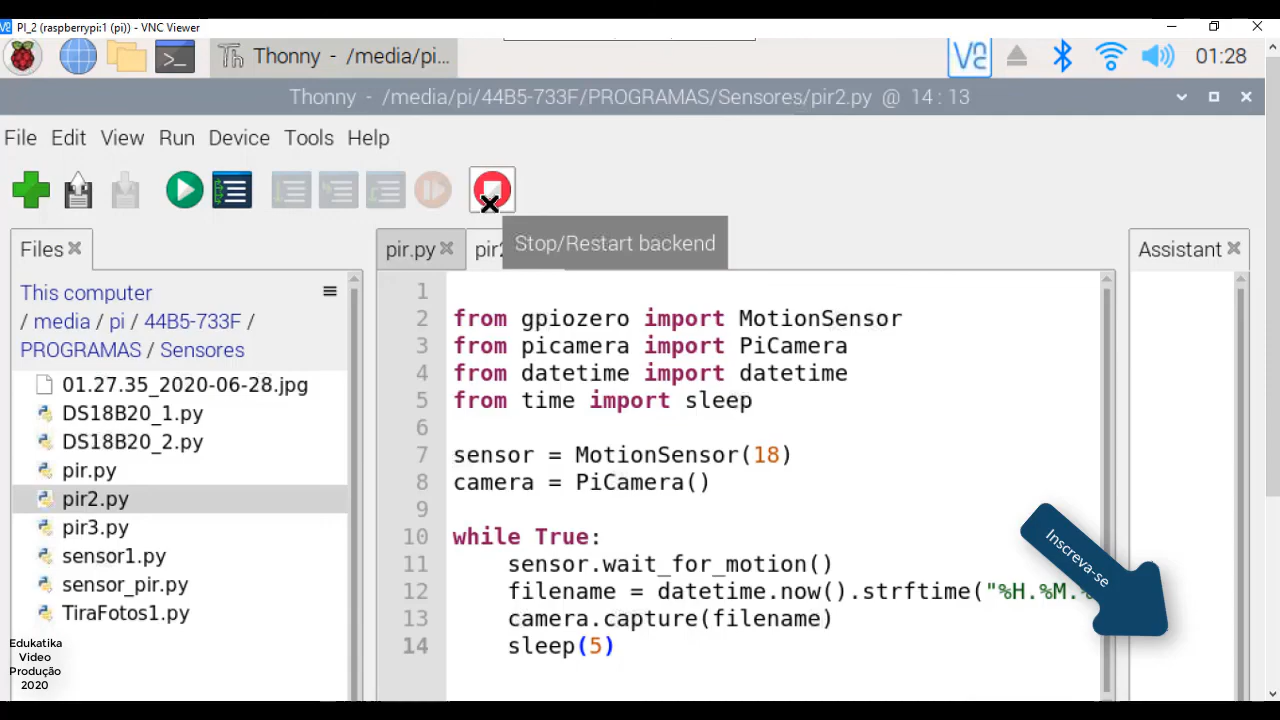 PI_2 (raspberrypi:1 (pi)) - VNC Viewer
Thonny - /media/pi...
01:28
Thonny - /media/pi/44B5-733F/PROGRAMAS/Sensores/pir2.py @ 14 : 13
File Edit View Run Device Tools Help
Stop/Restart backend
Files
pir.py
pir2
Assistant
This computer
/ media / pi / 44B5-733F /
PROGRAMAS / Sensores
01.27.35_2020-06-28.jpg
DS18B20_1.py
DS18B20_2.py
pir.py
pir2.py
pir3.py
sensor1.py
sensor_pir.py
TiraFotos1.py
1
2 from gpiozero import MotionSensor
3 from picamera import PiCamera
4 from datetime import datetime
5 from time import sleep
6
7 sensor = MotionSensor(18)
8 camera = PiCamera()
9
10 while True:
11 sensor.wait_for_motion()
12 filename = datetime.now().strftime("%H.%M.%
13 camera.capture(filename)
14 sleep(5)
Inscreva-se
Edukatika
Video
Produção
2020